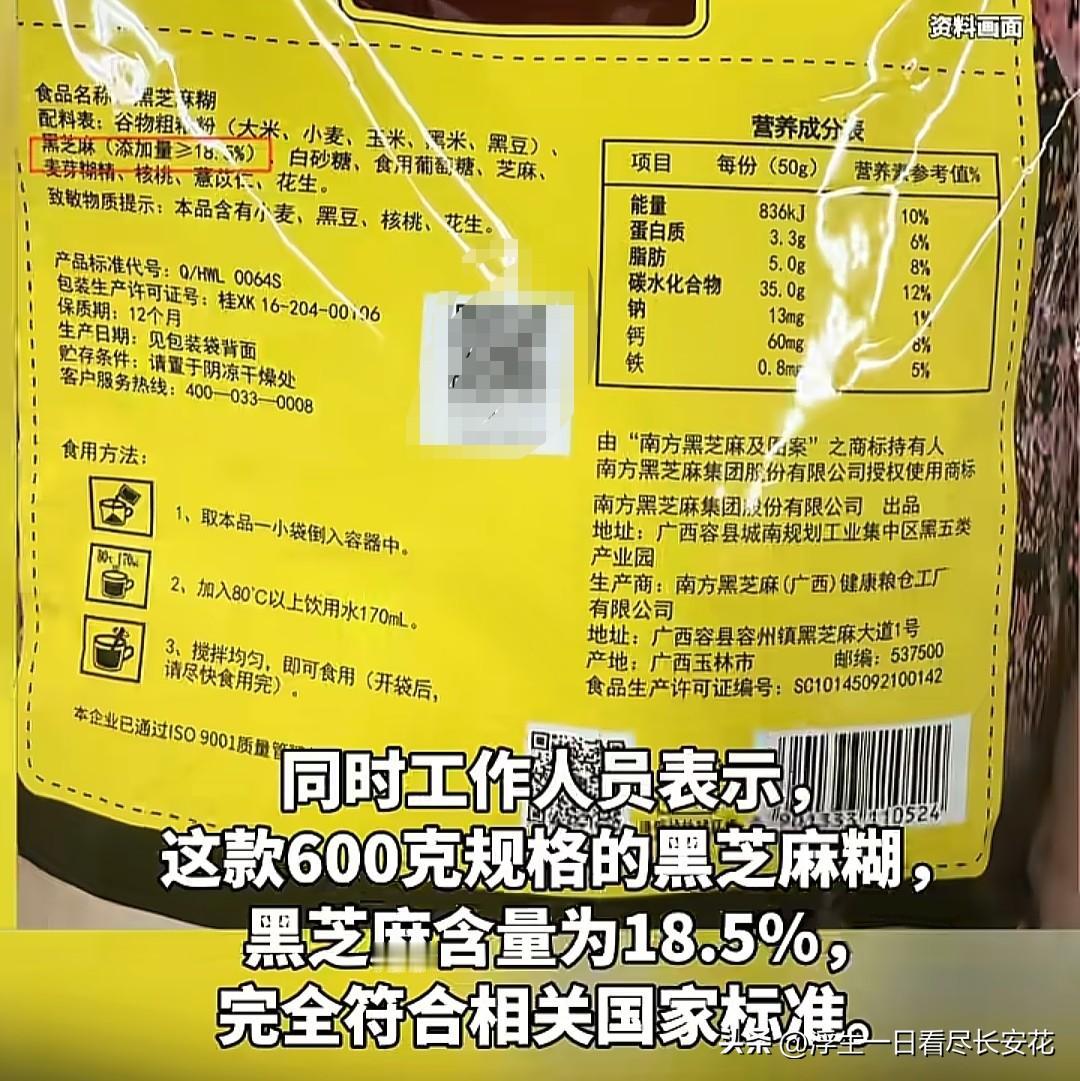 资料画面
食品名称：黑芝麻糊
配料表：谷物粗粮粉（大米、小麦、玉米、黑米、黑豆）、
黑芝麻（添加量≥18.5%）、白砂糖、食用葡萄糖、芝麻、
麦芽糊精、核桃、薏苡仁、花生。
致敏物质提示：本品含有小麦、黑豆、核桃、花生。
产品标准代号：Q/HWL 0064S
包装生产许可证号：桂XK 16-204-00106
保质期：12个月
生产日期：见包装袋背面
贮存条件：请置于阴凉干燥处
客户服务热线：400—033—0008
营养成分表
项目 每份（50g） 营养素参考值%
能量 836kJ 10%
蛋白质 3.3g 6%
脂肪 5.0g 8%
碳水化合物 35.0g 12%
钠 13mg 1%
钙 60mg 8%
铁 0.8mg 5%
食用方法：
1、取本品一小袋倒入容器中。
2、加入80℃以上饮用水170mL。
3、搅拌均匀，即可食用（开袋后，
请尽快食用完）。
本企业已通过ISO 9001质量管
由“南方黑芝麻及图案”之商标持有人
南方黑芝麻集团股份有限公司授权使用商标
南方黑芝麻集团股份有限公司 出品
地址：广西容县城南规划工业集中区黑五类
产业园
生产商：南方黑芝麻(广西)健康粮仓工厂
有限公司
地址：广西容县容州镇黑芝麻大道1号
产地：广西玉林市 邮编：537500
食品生产许可证编号：SC10145092100142
同时工作人员表示，
这款600克规格的黑芝麻糊，
黑芝麻含量为18.5%，
完全符合相关国家标准。
头条 @浮生一日看尽长安花